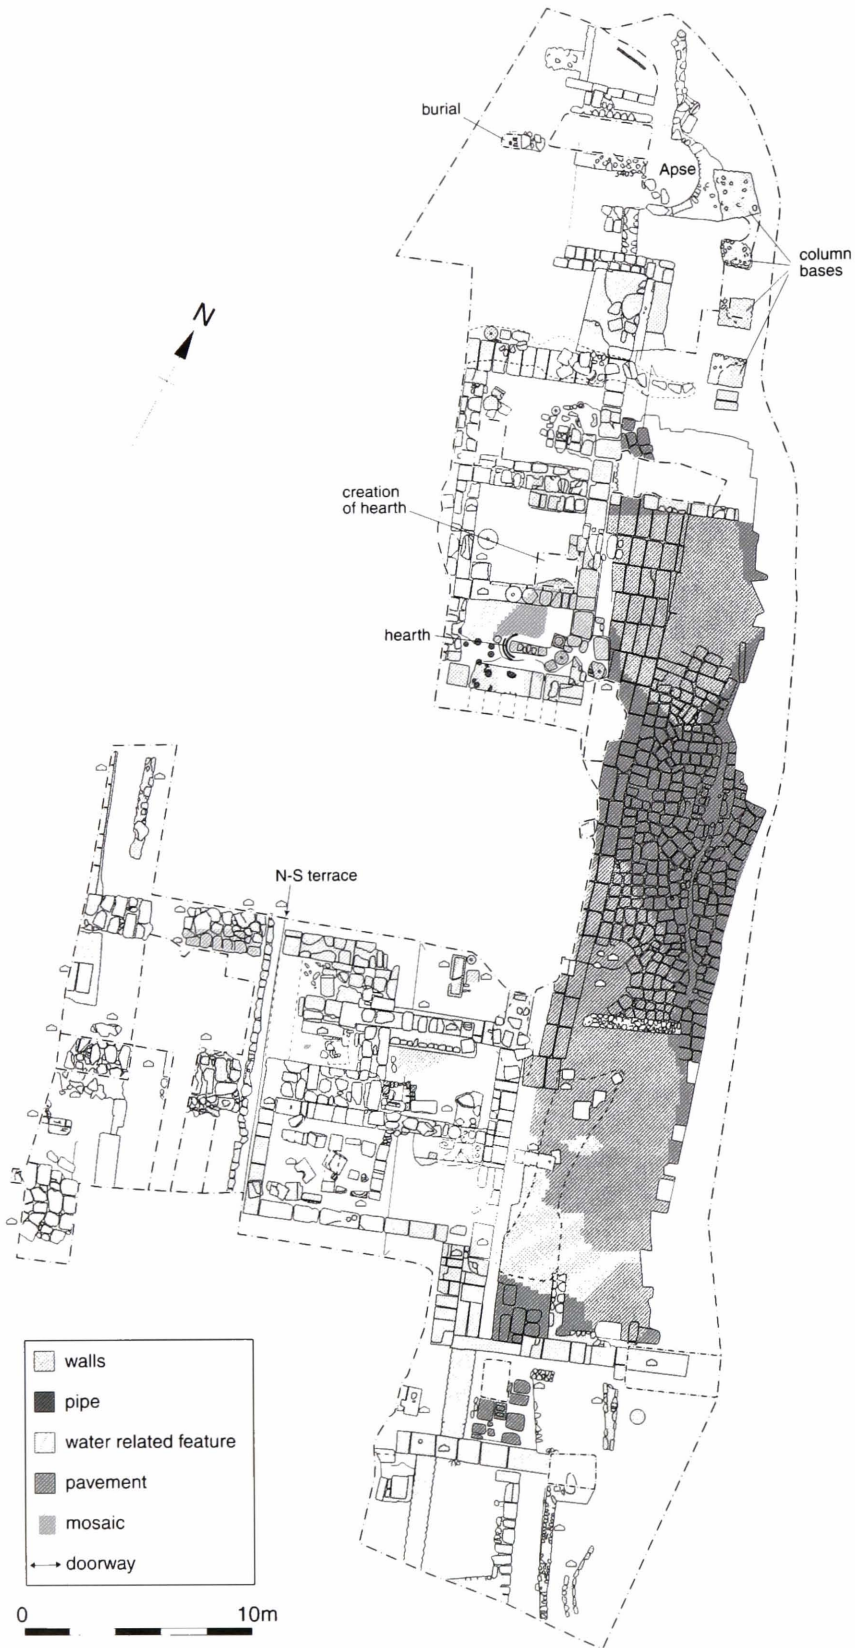 burial
Apse
column
bases
N
creation
of hearth
hearth
N-S terrace
walls
pipe
water related feature
pavement
mosaic
doorway
0 10m